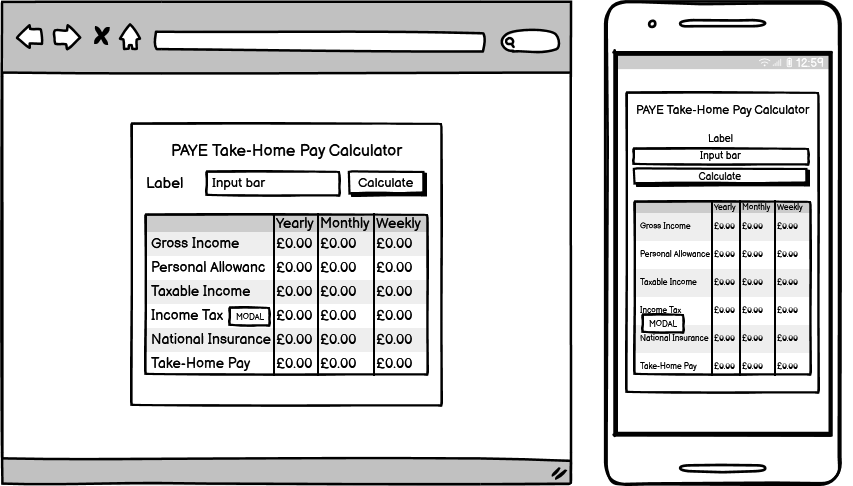 PAYE Take-Home Pay Calculator
Label Input bar Calculate
Yearly Monthly Weekly
Gross Income £0.00 £0.00 £0.00
Personal Allowanc £0.00 £0.00 £0.00
Taxable Income £0.00 £0.00 £0.00
Income Tax MODAL £0.00 £0.00 £0.00
National Insurance £0.00 £0.00 £0.00
Take-Home Pay £0.00 £0.00 £0.00
12:59
PAYE Take-Home Pay Calculator
Label
Input bar
Calculate
Yearly Monthly Weekly
Gross Income £0.00 £0.00 £0.00
Personal Allowance £0.00 £0.00 £0.00
Taxable Income £0.00 £0.00 £0.00
Income Tax £0.00 £0.00 £0.00
MODAL
National Insurance £0.00 £0.00 £0.00
Take-Home Pay £0.00 £0.00 £0.00